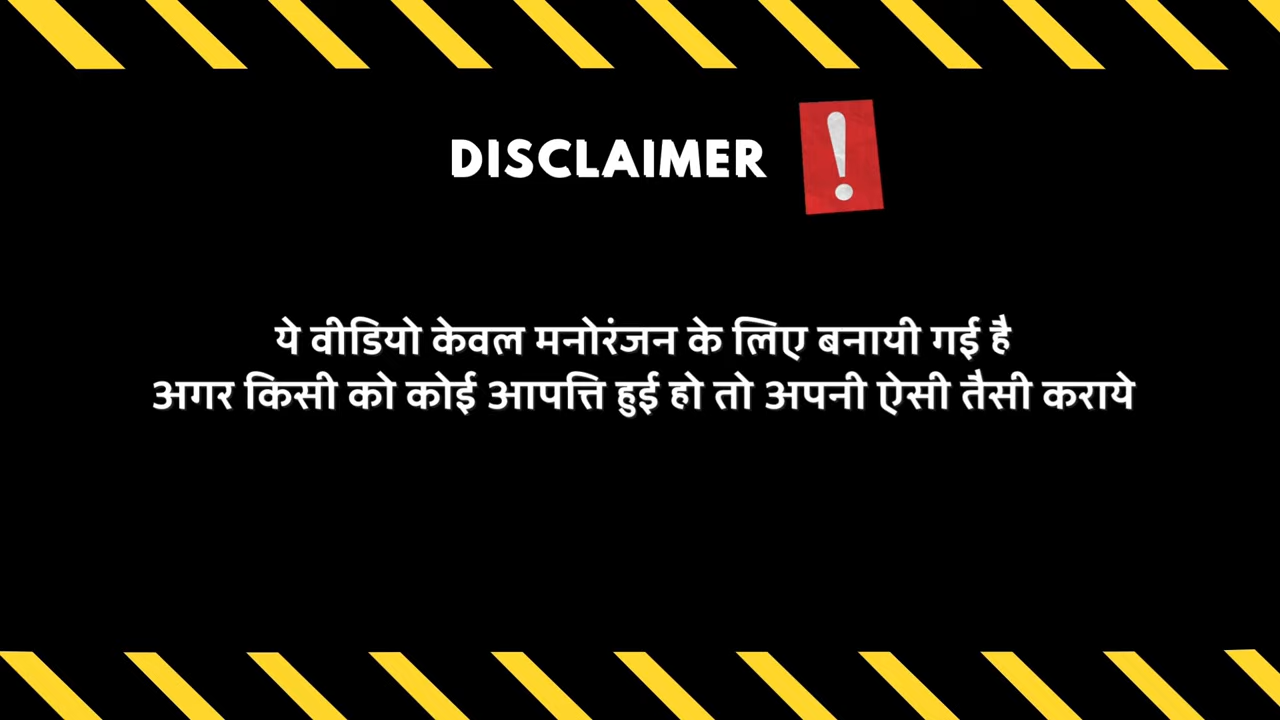 DISCLAIMER
ये वीडियो केवल मनोरंजन के लिए बनायी गई है
अगर किसी को कोई आपत्ति हुई हो तो अपनी ऐसी तैसी कराये